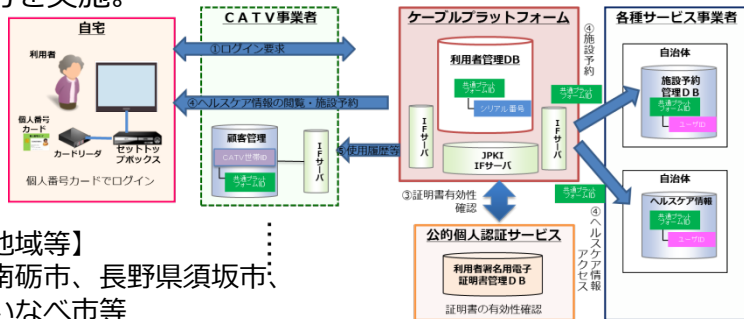 自宅
利用者
個人番号
カード
カードリーダ
セットトッ
プボックス
個人番号カードでログイン
CATV事業者
①ログイン要求
④ヘルスケア情報の閲覧・施設予約
顧客管理
CATV世帯ID
共通プラット
フォームID
IFサーバ
使用履歴等
ケーブルプラットフォーム
利用者管理DB
共通プラット
フォームID
シリアル番号
IFサーバ
JPKI
IFサーバ
IFサーバ
③証明書有効性
確認
公的個人認証サービス
利用者署名用電子
証明書管理DB
証明書の有効性確認
④施設予約
共通プラット
フォームID
共通プラット
フォームID
④ヘルスケア情報
アクセス
各種サービス事業者
自治体
施設予約
管理DB
共通プラット
フォームID
ユーザID
自治体
ヘルスケア情報
共通プラット
フォームID
ユーザID
を実施。
地域等】
南砺市、長野県須坂市、
いなべ市等